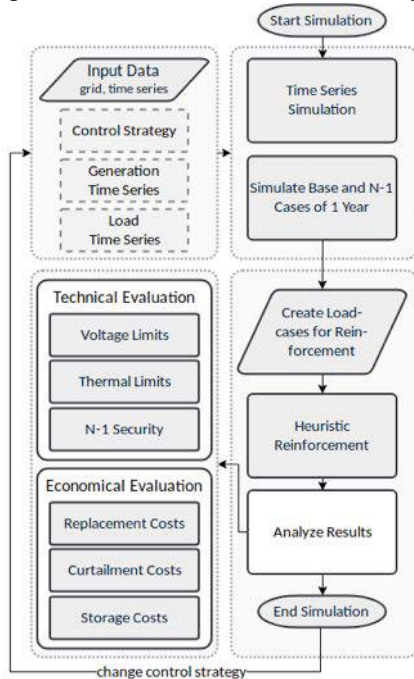 Start Simulation
Input Data
grid, time series
Control Strategy
Generation
Time Series
Load
Time Series
Time Series
Simulation
Simulate Base and N-1
Cases of 1 Year
Technical Evaluation
Voltage Limits
Thermal Limits
N-1 Security
Economical Evaluation
Replacement Costs
Curtailment Costs
Storage Costs
Create Load-
cases for Rein-
forcement
Heuristic
Reinforcement
Analyze Results
End Simulation
change control strategy